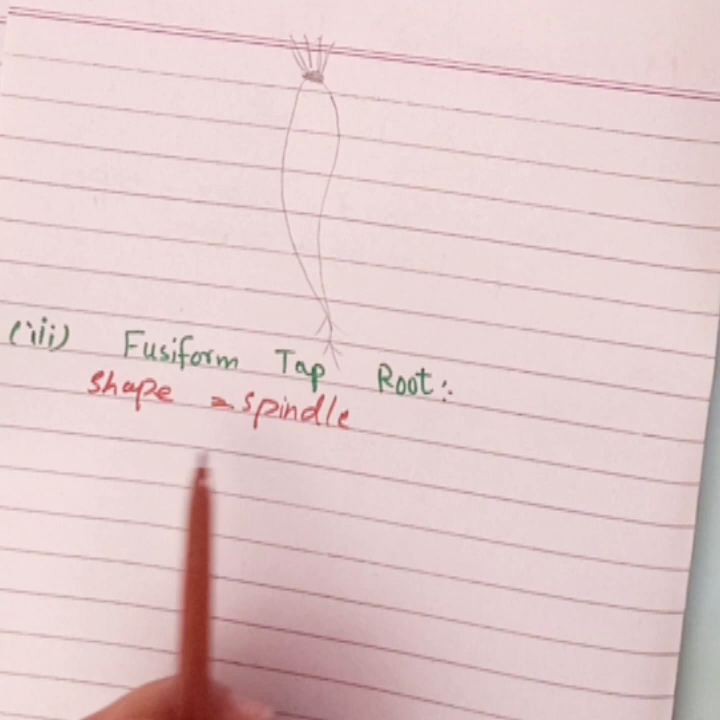 (iii) Fusiform Tap Root:
shape = spindle